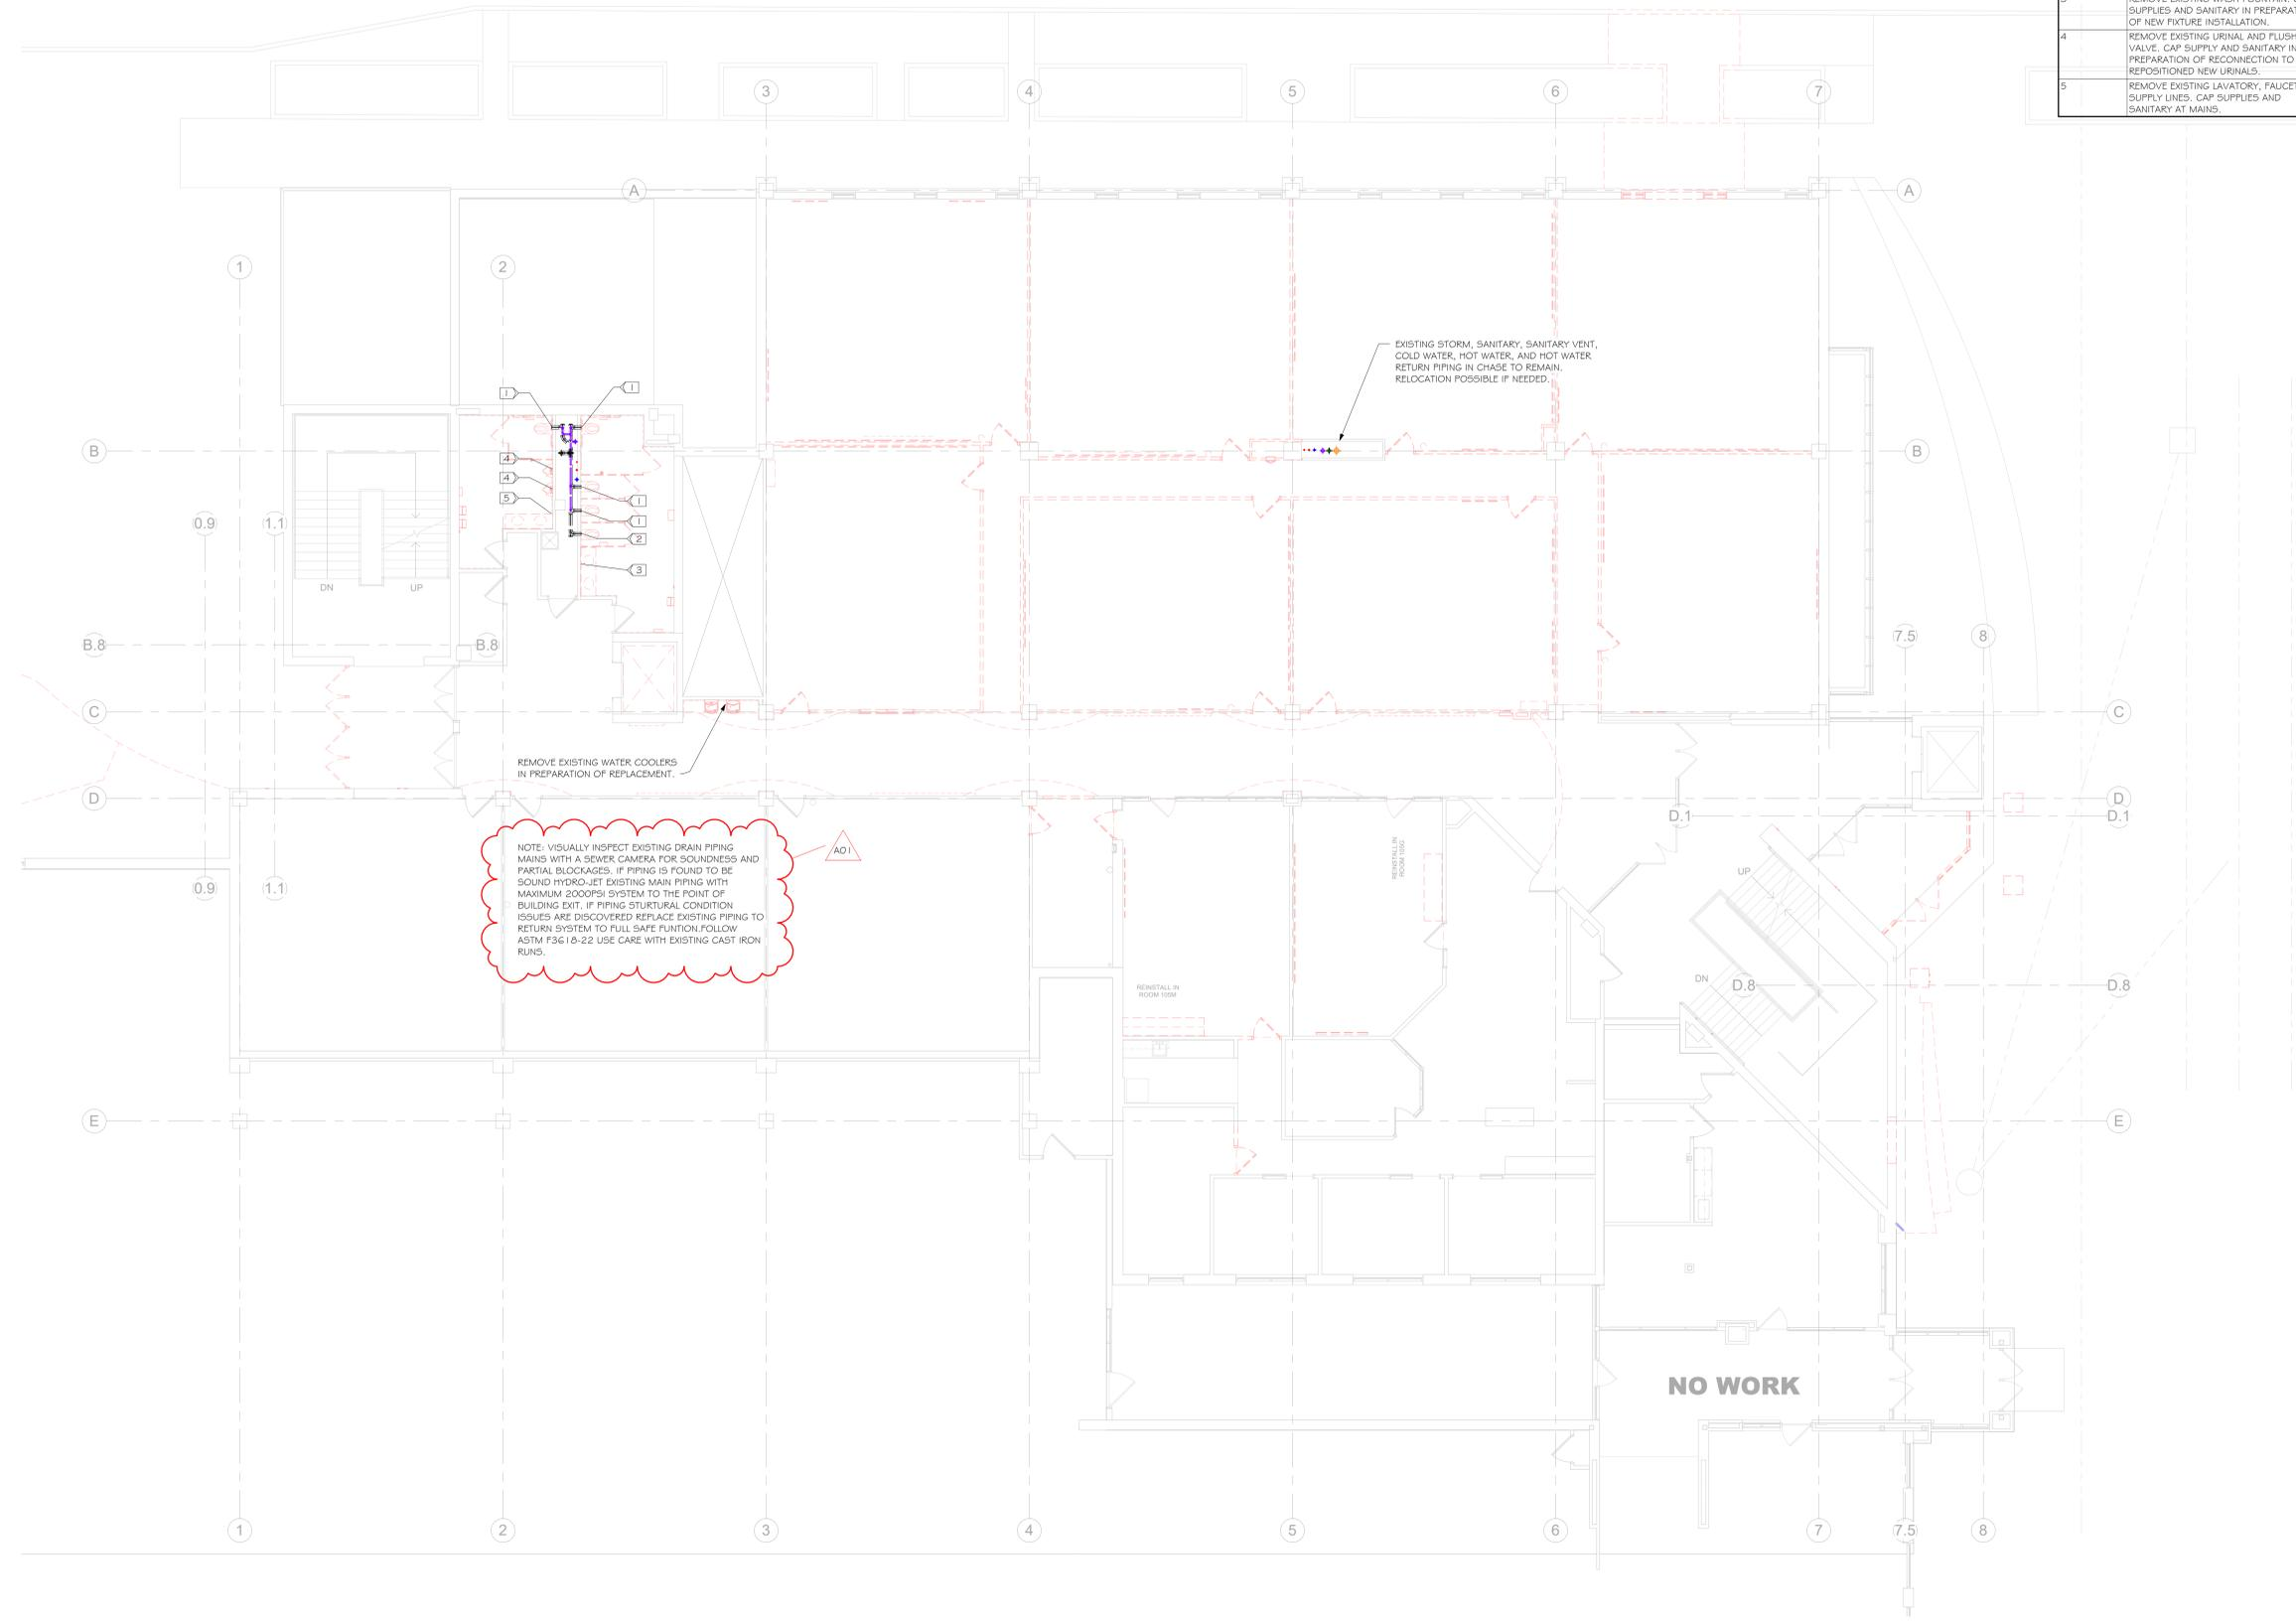 SUPPLIES AND SANITARY IN
OF NEW FIXTURE INSTALLATION.
4
REMOVE EXISTING URINAL AND FLUSH
VALVE. CAP SUPPLY AND SANITARY IN
PREPARATION OF RECONNECTION TO
REPOSITIONED NEW URINALS.
5
REMOVE EXISTING LAVATORY,
SUPPLY LINES. CAP SUPPLIES AND
SANITARY AT MAINS.
3
4
5
6
7
A
A
1
2
EXISTING STORM, SANITARY, SANITARY VENT,
COLD WATER, HOT WATER, AND HOT WATER
RETURN PIPING IN CHASE TO REMAIN.
RELOCATION POSSIBLE IF NEEDED.
1
1
B
4
4
5
1
1
2
3
B
0.9
1.1
DN
UP
B.8
B.8
7.5
8
C
C
REMOVE EXISTING WATER COOLERS
IN PREPARATION OF REPLACEMENT.
D
D
D.1
D.1
NOTE: VISUALLY INSPECT EXISTING DRAIN PIPING
MAINS WITH A SEWER CAMERA FOR SOUNDNESS AND
PARTIAL BLOCKAGES. IF PIPING IS FOUND TO BE
SOUND HYDRO-JET EXISTING MAIN PIPING WITH
MAXIMUM 2000PSI SYSTEM TO THE POINT OF
BUILDING EXIT. IF PIPING STURTURAL CONDITION
ISSUES ARE DISCOVERED REPLACE EXISTING PIPING TO
RETURN SYSTEM TO FULL SAFE FUNTION.FOLLOW
ASTM F3618-22 USE CARE WITH EXISTING CAST IRON
RUNS.
A01
REINSTALL IN
ROOM 105G
UP
0.9
1.1
DN
D.8
D.8
REINSTALL IN
ROOM 105M
E
E
NO WORK
1
2
3
4
5
6
7
7.5
8